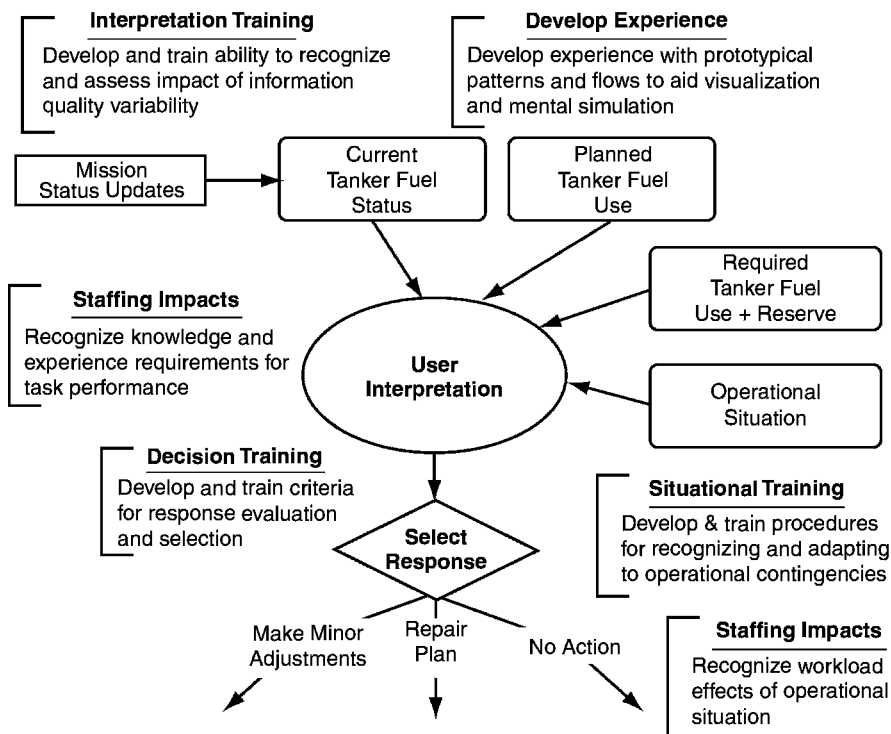 Interpretation Training
Develop and train ability to recognize
and assess impact of information
quality variability
Develop Experience
Develop experience with prototypical
patterns and flows to aid visualization
and mental simulation
Mission
Status Updates
Current
Tanker Fuel
Status
Planned
Tanker Fuel
Use
Required
Tanker Fuel
Use + Reserve
Staffing Impacts
Recognize knowledge and
experience requirements for
task performance
User
Interpretation
Operational
Situation
Decision Training
Develop and train criteria
for response evaluation
and selection
Select
Response
Situational Training
Develop & train procedures
for recognizing and adapting
to operational contingencies
Make Minor
Adjustments
Repair
Plan
No Action
Staffing Impacts
Recognize workload
effects of operational
situation